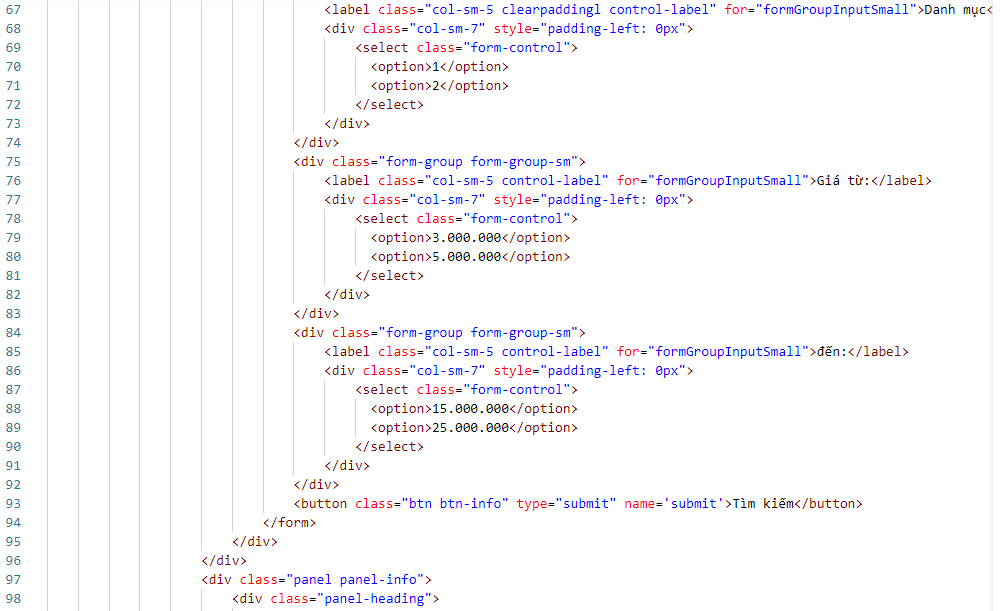 67 <label class="col-sm-5 clearpaddingl control-label" for="formGroupInputSmall">Danh mục<
68 <div class="col-sm-7" style="padding-left: 0px">
69 <select class="form-control">
70 <option>1</option>
71 <option>2</option>
72 </select>
73 </div>
74 </div>
75 <div class="form-group form-group-sm">
76 <label class="col-sm-5 control-label" for="formGroupInputSmall">Giá từ:</label>
77 <div class="col-sm-7" style="padding-left: 0px">
78 <select class="form-control">
79 <option>3.000.000</option>
80 <option>5.000.000</option>
81 </select>
82 </div>
83 </div>
84 <div class="form-group form-group-sm">
85 <label class="col-sm-5 control-label" for="formGroupInputSmall">đến:</label>
86 <div class="col-sm-7" style="padding-left: 0px">
87 <select class="form-control">
88 <option>15.000.000</option>
89 <option>25.000.000</option>
90 </select>
91 </div>
92 </div>
93 <button class="btn btn-info" type="submit" name='submit'>Tìm kiếm</button>
94 </form>
95 </div>
96 </div>
97 <div class="panel panel-info">
98 <div class="panel-heading">